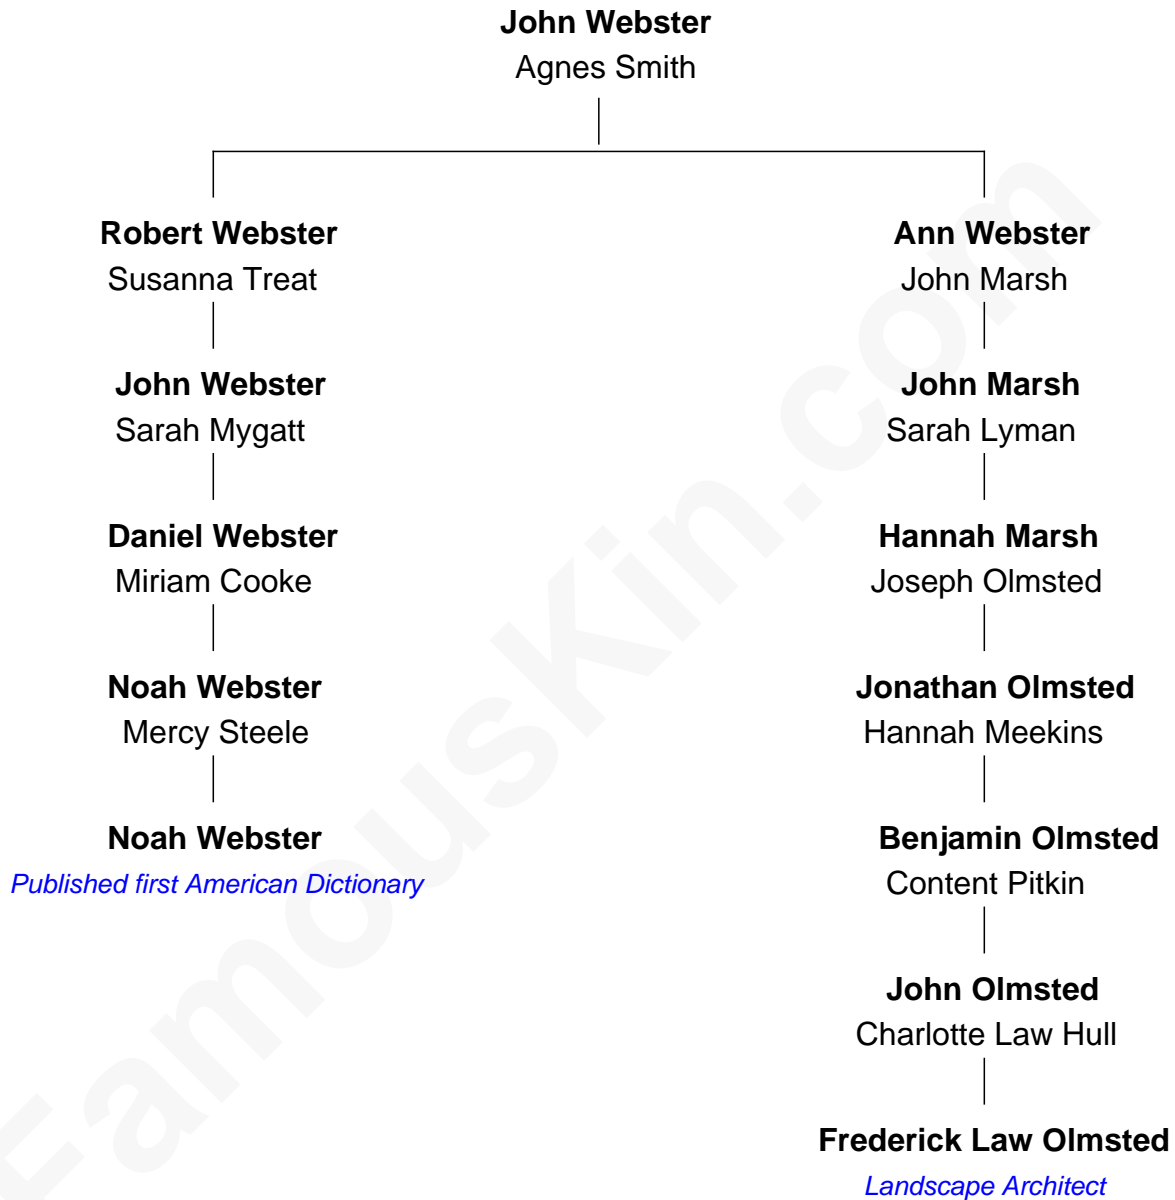 John Webster
Agnes Smith
Robert Webster
Susanna Treat
John Webster
Sarah Mygatt
Daniel Webster
Miriam Cooke
Noah Webster
Mercy Steele
Noah Webster
Published first American Dictionary
Ann Webster
John Marsh
John Marsh
Sarah Lyman
Hannah Marsh
Joseph Olmsted
Jonathan Olmsted
Hannah Meekins
Benjamin Olmsted
Content Pitkin
John Olmsted
Charlotte Law Hull
Frederick Law Olmsted
Landscape Architect
FamousKin.com